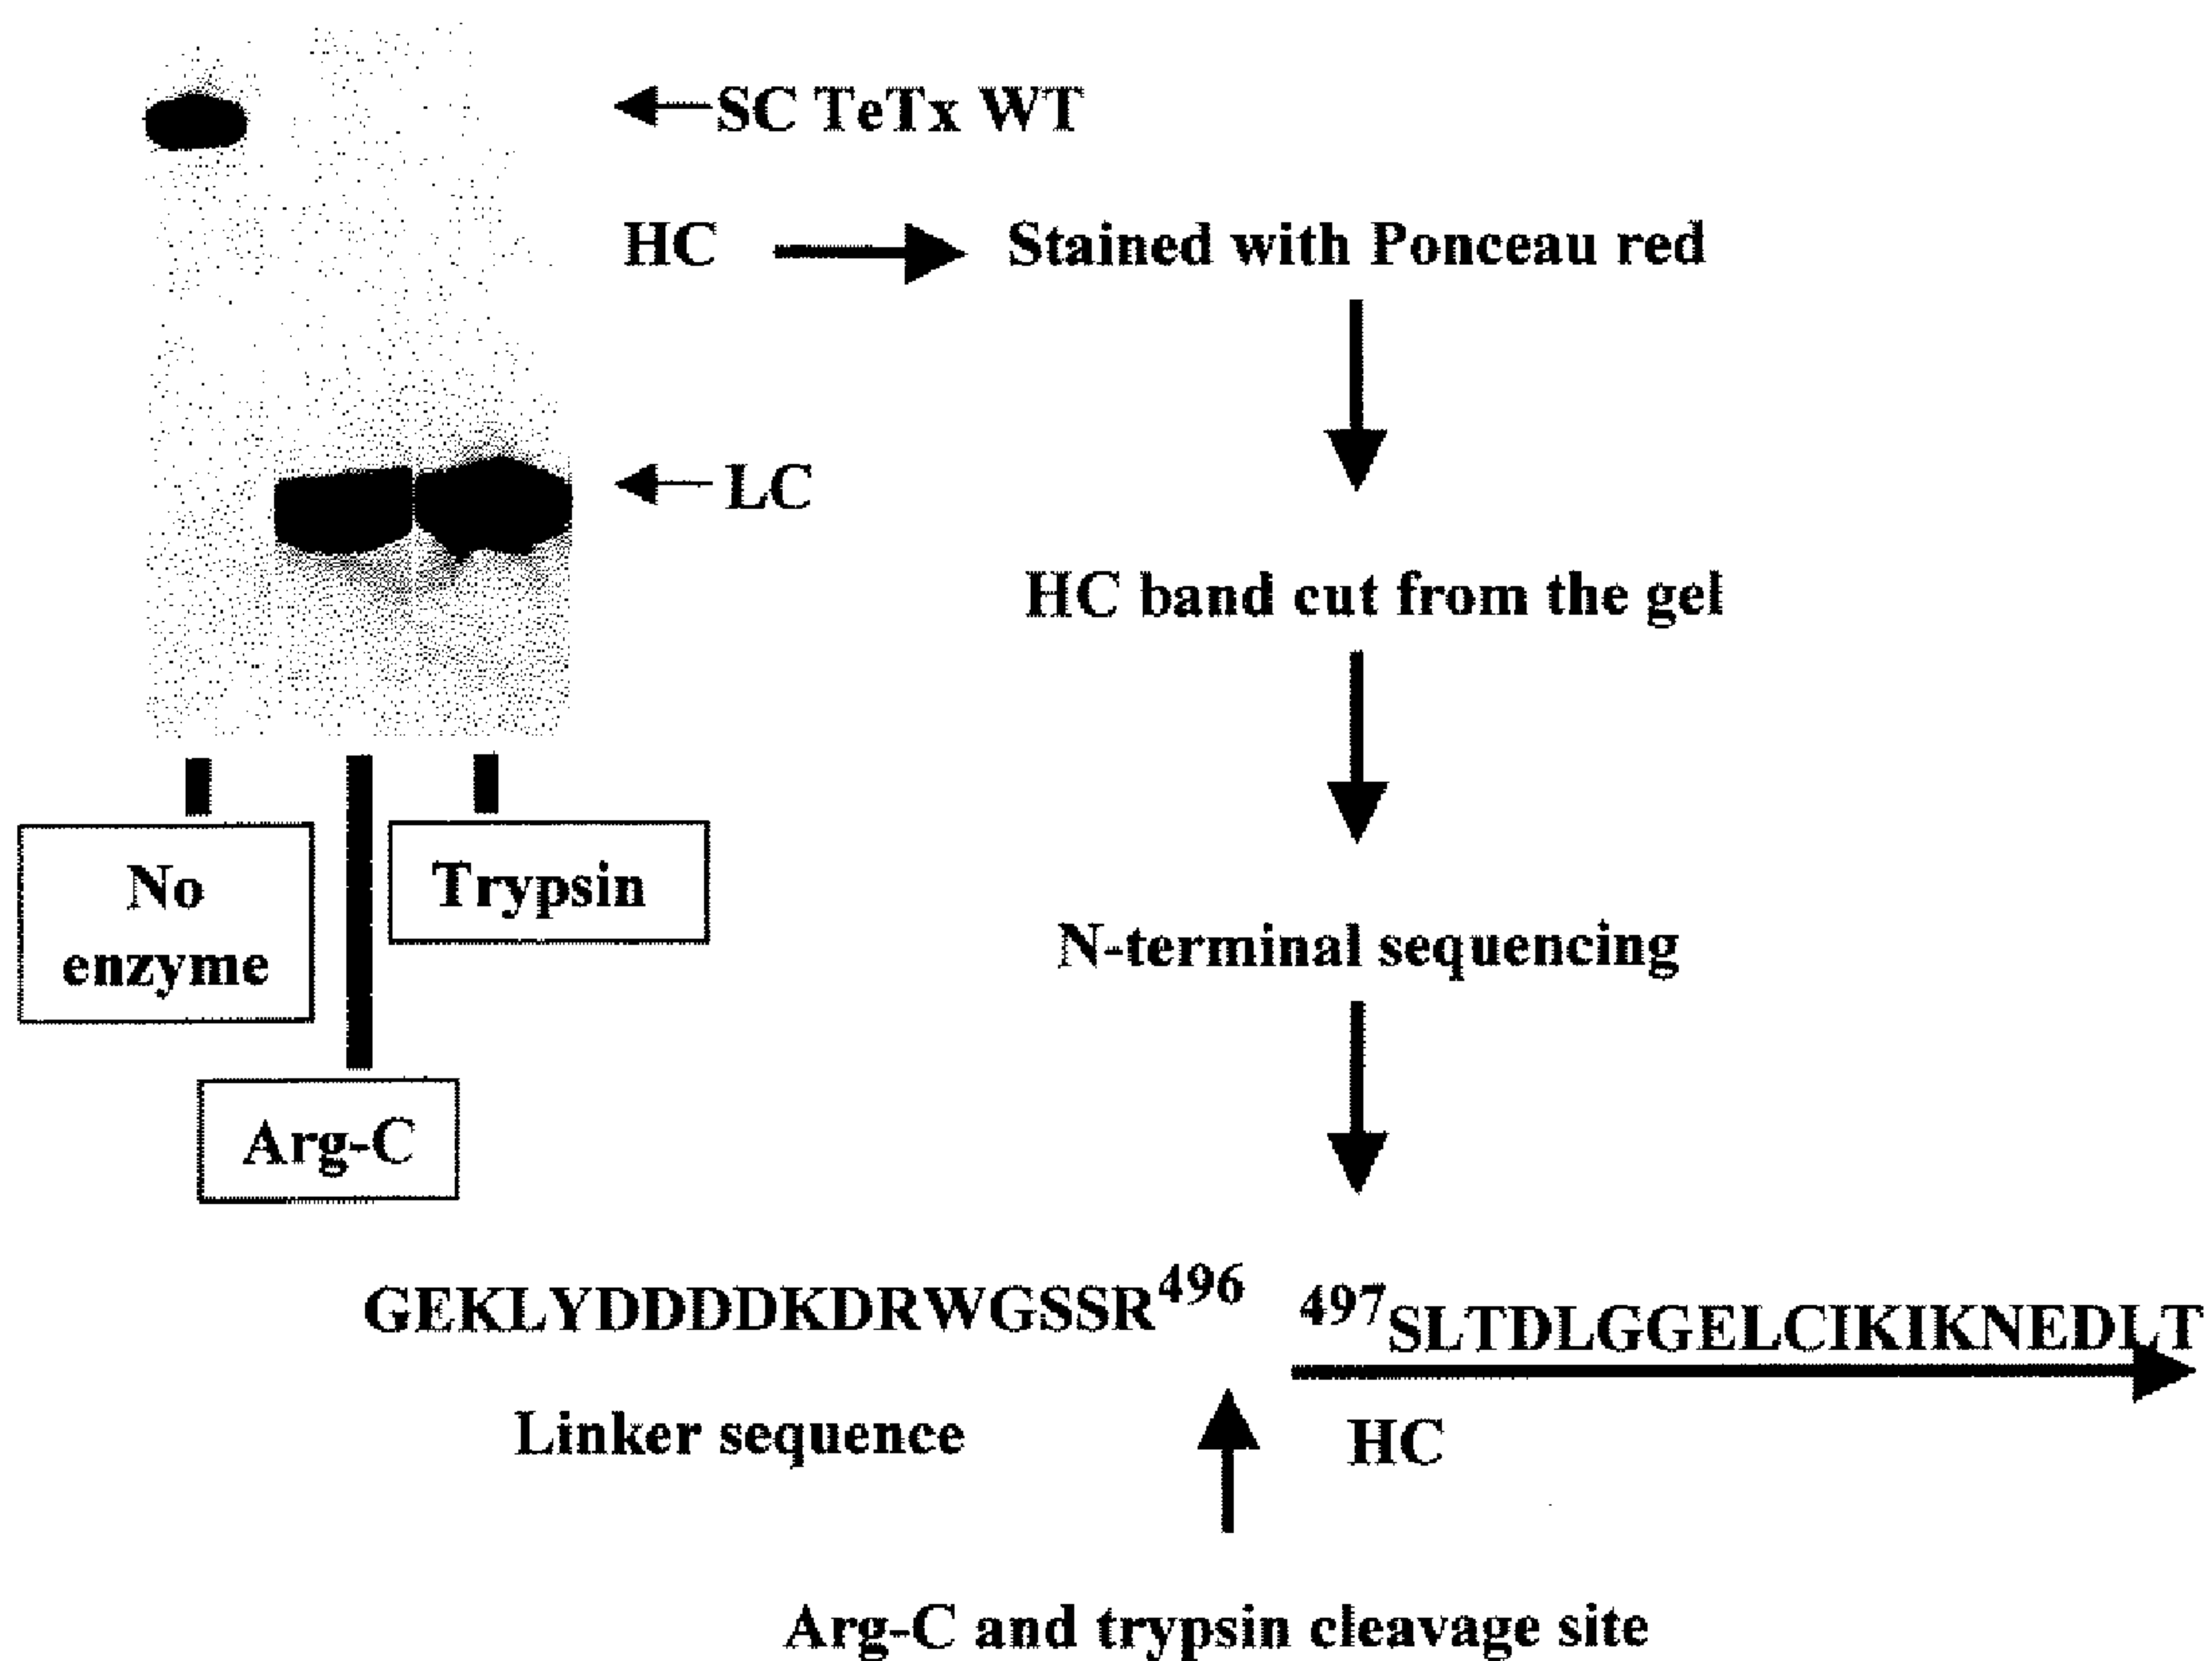 SC TeTx WT
HC
Stained with Ponceau red
LC
HC band cut from the gel
No
enzyme
Trypsin
N-terminal sequencing
Arg-C
GEKLYDDDDKDRWGSSR496 497SLTDLGGELCIKIKNEDLT
Linker sequence
HC
Arg-C and trypsin cleavage site